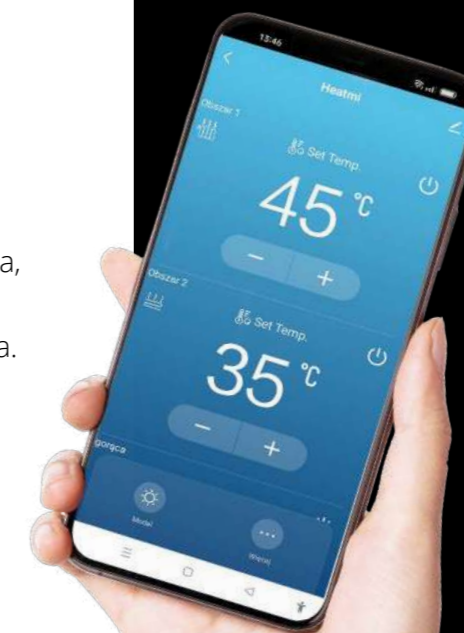 a,
a.
13:46
Heatmi
Obszar 1
Set Temp.
45 °C
− +
Obszar 2
Set Temp.
35 °C
− +
gorąca
Model
Więcej